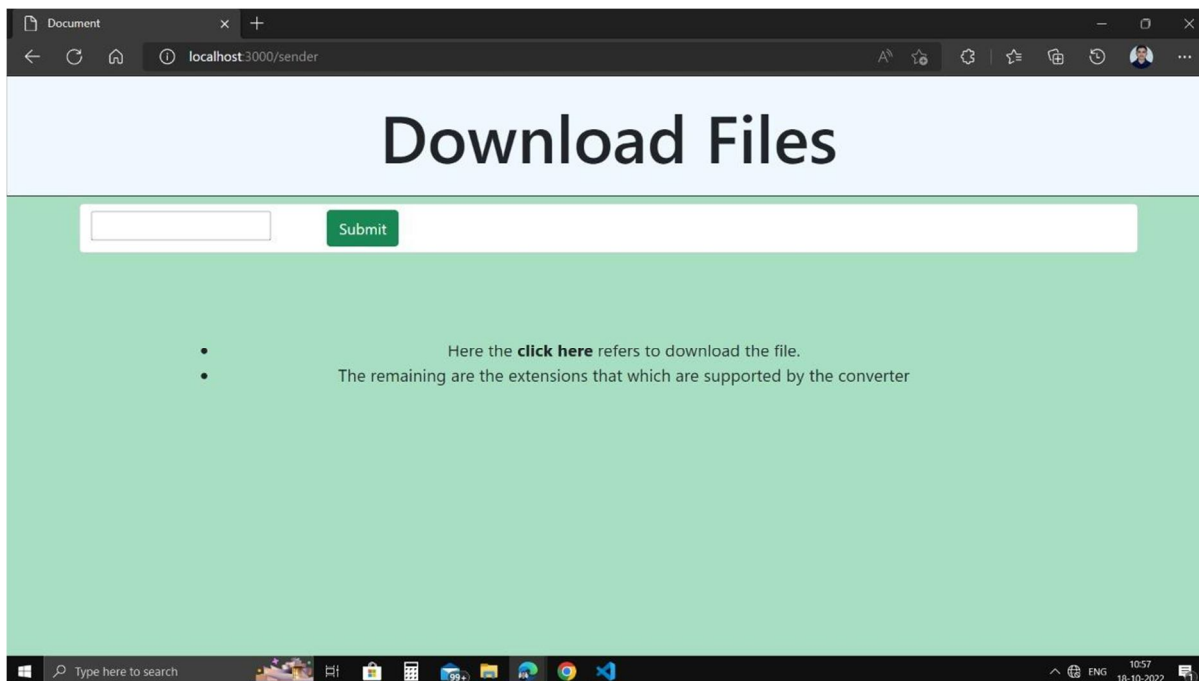 Document
localhost:3000/sender
Download Files
Submit
Here the click here refers to download the file.
The remaining are the extensions that which are supported by the converter
Type here to search
99+
ENG
10:57
18-10-2022